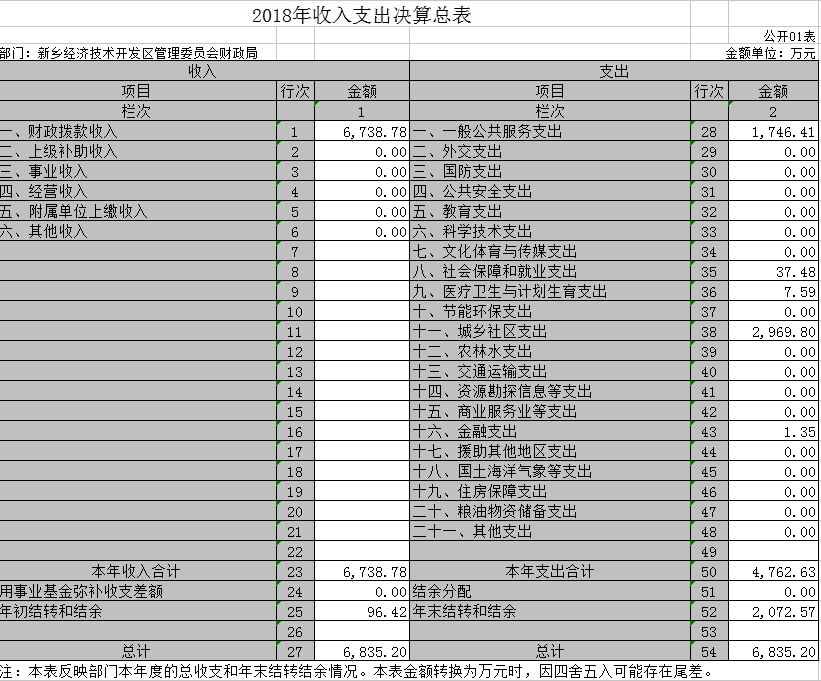 2018年收入支出决算总表
公开01表
部门：新乡经济技术开发区管理委员会财政局 金额单位：万元
收入 支出
项目 行次 金额 项目 行次 金额
栏次 1 栏次 2
一、财政拨款收入 1 6,738.78 一、一般公共服务支出 28 1,746.41
二、上级补助收入 2 0.00 二、外交支出 29 0.00
三、事业收入 3 0.00 三、国防支出 30 0.00
四、经营收入 4 0.00 四、公共安全支出 31 0.00
五、附属单位上缴收入 5 0.00 五、教育支出 32 0.00
六、其他收入 6 0.00 六、科学技术支出 33 0.00
7 七、文化体育与传媒支出 34 0.00
8 八、社会保障和就业支出 35 37.48
9 九、医疗卫生与计划生育支出 36 7.59
10 十、节能环保支出 37 0.00
11 十一、城乡社区支出 38 2,969.80
12 十二、农林水支出 39 0.00
13 十三、交通运输支出 40 0.00
14 十四、资源勘探信息等支出 41 0.00
15 十五、商业服务业等支出 42 0.00
16 十六、金融支出 43 1.35
17 十七、援助其他地区支出 44 0.00
18 十八、国土海洋气象等支出 45 0.00
19 十九、住房保障支出 46 0.00
20 二十、粮油物资储备支出 47 0.00
21 二十一、其他支出 48 0.00
22 49
本年收入合计 23 6,738.78 本年支出合计 50 4,762.63
用事业基金弥补收支差额 24 0.00 结余分配 51 0.00
年初结转和结余 25 96.42 年末结转和结余 52 2,072.57
26 53
总计 27 6,835.20 总计 54 6,835.20
注：本表反映部门本年度的总收支和年末结转结余情况。本表金额转换为万元时，因四舍五入可能存在尾差。